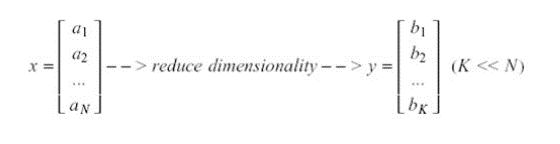 x = [a1 a2 ... aN] --> reduce dimensionality --> y = [b1 b2 ... bK] (K << N)